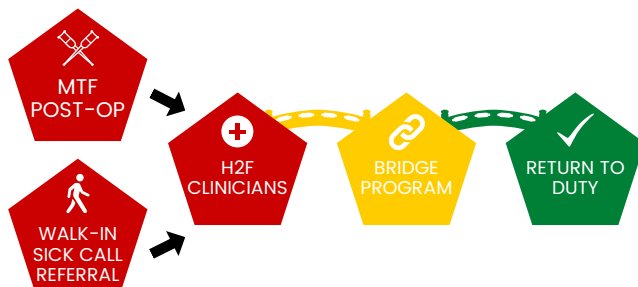 MTF
POST-OP
WALK-IN
SICK CALL
REFERRAL
H2F
CLINICIANS
BRIDGE
PROGRAM
RETURN TO
DUTY